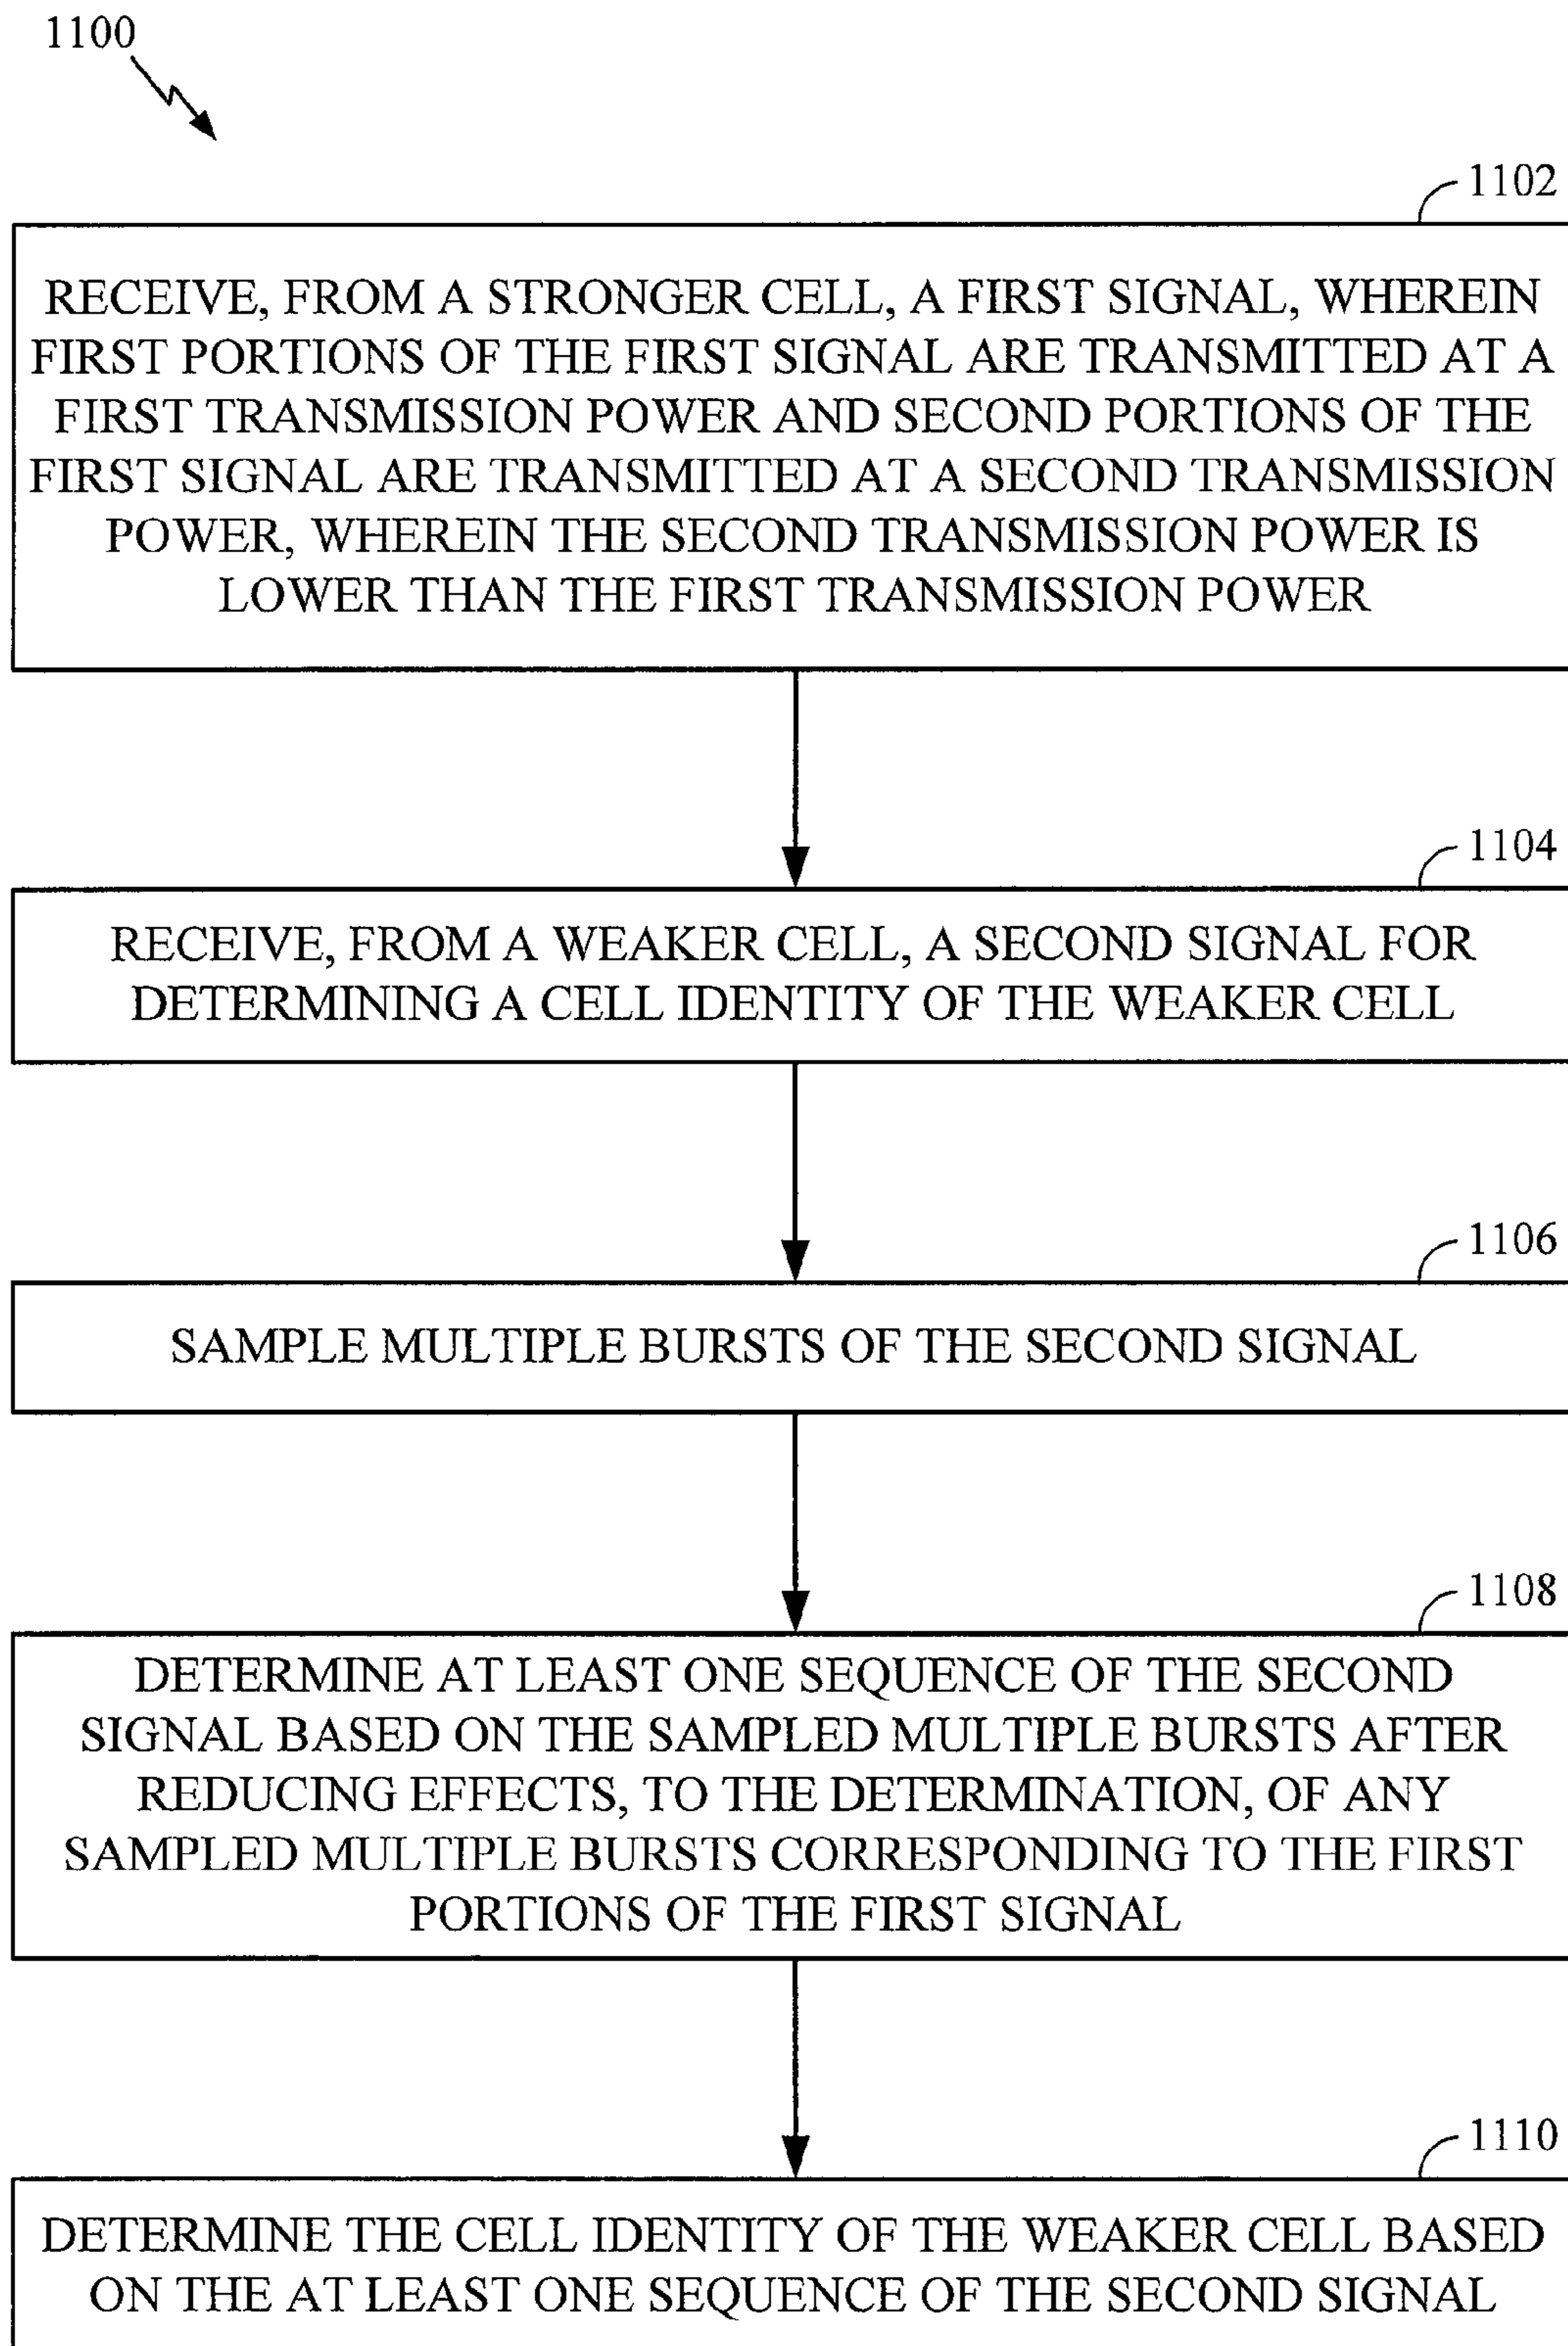 1100
1102
RECEIVE, FROM A STRONGER CELL, A FIRST SIGNAL, WHEREIN
FIRST PORTIONS OF THE FIRST SIGNAL ARE TRANSMITTED AT A
FIRST TRANSMISSION POWER AND SECOND PORTIONS OF THE
FIRST SIGNAL ARE TRANSMITTED AT A SECOND TRANSMISSION
POWER, WHEREIN THE SECOND TRANSMISSION POWER IS
LOWER THAN THE FIRST TRANSMISSION POWER
1104
RECEIVE, FROM A WEAKER CELL, A SECOND SIGNAL FOR
DETERMINING A CELL IDENTITY OF THE WEAKER CELL
1106
SAMPLE MULTIPLE BURSTS OF THE SECOND SIGNAL
1108
DETERMINE AT LEAST ONE SEQUENCE OF THE SECOND
SIGNAL BASED ON THE SAMPLED MULTIPLE BURSTS AFTER
REDUCING EFFECTS, TO THE DETERMINATION, OF ANY
SAMPLED MULTIPLE BURSTS CORRESPONDING TO THE FIRST
PORTIONS OF THE FIRST SIGNAL
1110
DETERMINE THE CELL IDENTITY OF THE WEAKER CELL BASED
ON THE AT LEAST ONE SEQUENCE OF THE SECOND SIGNAL